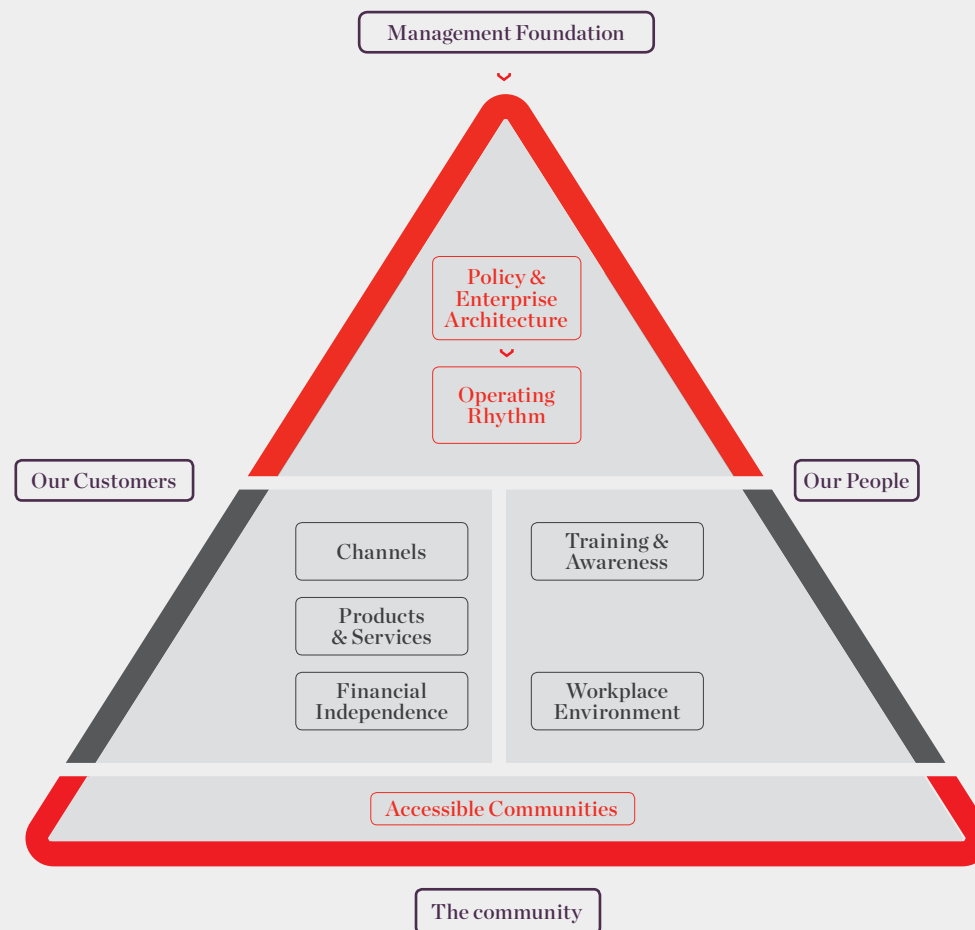 Management Foundation
Policy &
Enterprise
Architecture
Operating
Rhythm
Our Customers
Our People
Channels
Training &
Awareness
Products
& Services
Financial
Independence
Workplace
Environment
Accessible Communities
The community